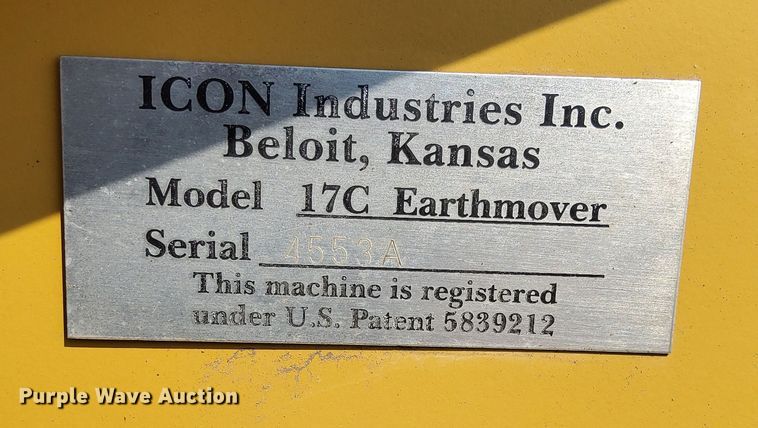 ICON Industries Inc.
Beloit, Kansas
Model 17C Earthmover
Serial 4553A
This machine is registered
under U.S. Patent 5839212
Purple Wave Auction